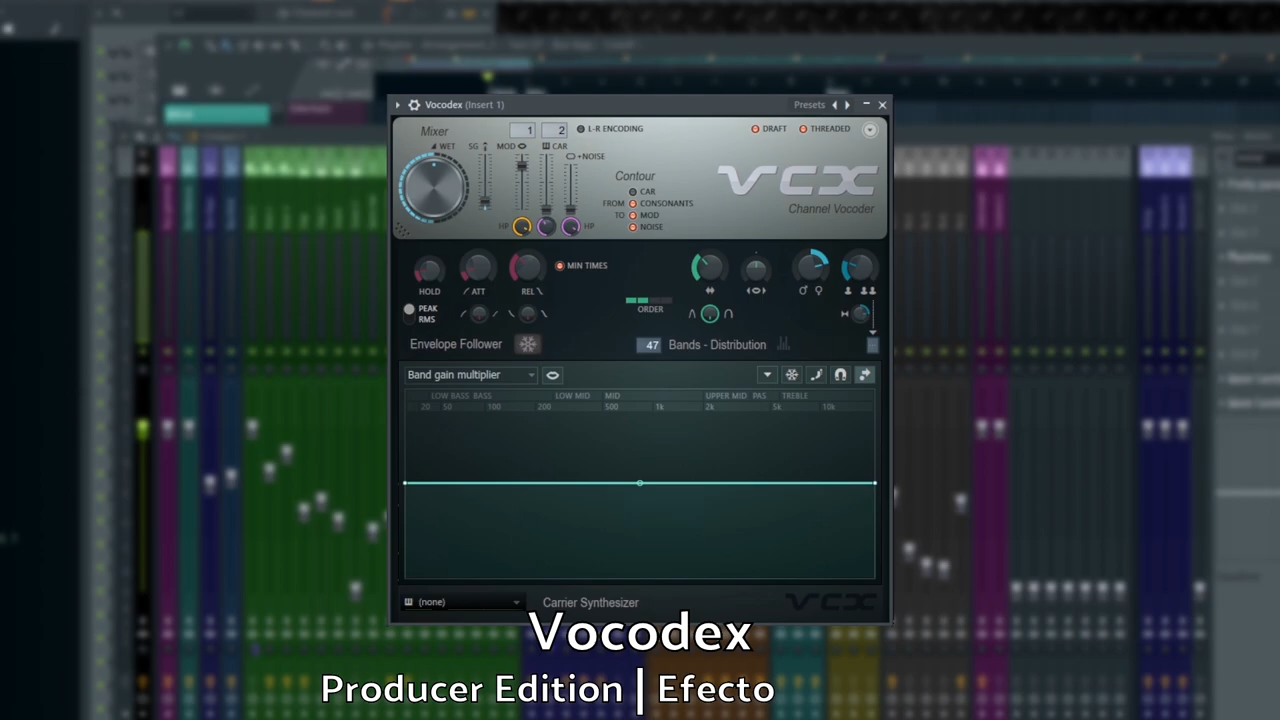 Vocodex (Insert 1)
Presets
Mixer
1
2
L-R ENCODING
DRAFT
THREADED
WET
SG
MOD
CAR
+NOISE
Contour
CAR
FROM
CONSONANTS
TO
MOD
NOISE
HP
HP
VCX
Channel Vocoder
HOLD
ATT
REL
MIN TIMES
PEAK
RMS
ORDER
Envelope Follower
47
Bands - Distribution
Band gain multiplier
LOW BASS
BASS
LOW MID
MID
UPPER MID
PAS
TREBLE
20
50
100
200
500
1k
2k
5k
10k
(none)
Carrier Synthesizer
VCX
Vocodex
Producer Edition | Efecto